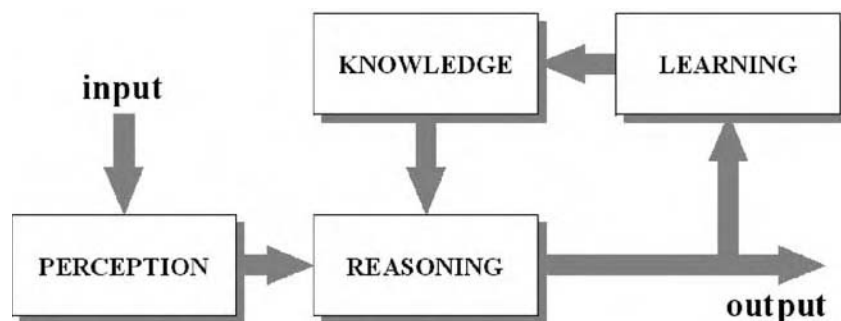 KNOWLEDGE
LEARNING
input
PERCEPTION
REASONING
output